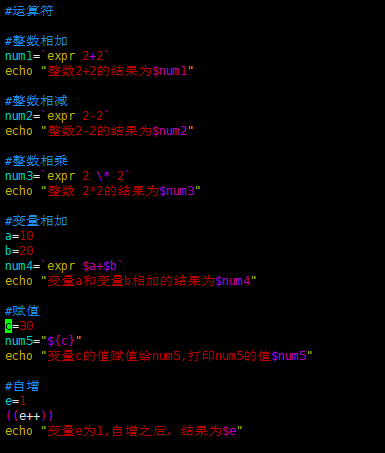 #运算符
#整数相加
num1=`expr 2+2`
echo "整数2+2的结果为$num1"
#整数相减
num2=`expr 2-2`
echo "整数2-2的结果为$num2"
#整数相乘
num3=`expr 2 \* 2`
echo "整数 2*2的结果为$num3"
#变量相加
a=10
b=20
num4=`expr $a+$b`
echo "变量a和变量b相加的结果为$num4"
#赋值
c=80
num5="${c}"
echo "变量c的值赋值给num5,打印num5的值$num5"
#自增
e=1
((e++))
echo "变量e为1,自增之后, 结果为$e"